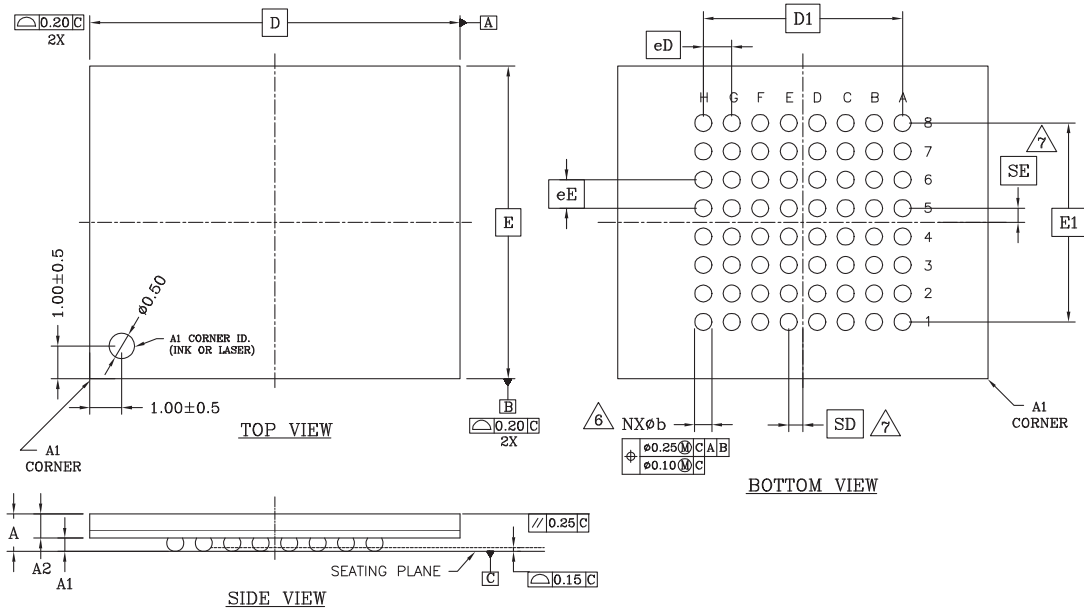 ⌓ 0.20 C
2X
D
A
D1
eD
H G F E D C B A
8
7
6
5
4
3
2
1
7
SE
eE
E
E1
1.00±0.5
ø0.50
A1 CORNER ID.
(INK OR LASER)
1.00±0.5
A1
CORNER
TOP VIEW
B
⌓ 0.20 C
2X
6
NXøb
⌖ ø0.25Ⓜ C A B
ø0.10Ⓜ C
SD
7
A1
CORNER
BOTTOM VIEW
A
A2
A1
// 0.25 C
SEATING PLANE
C
⌓ 0.15 C
SIDE VIEW